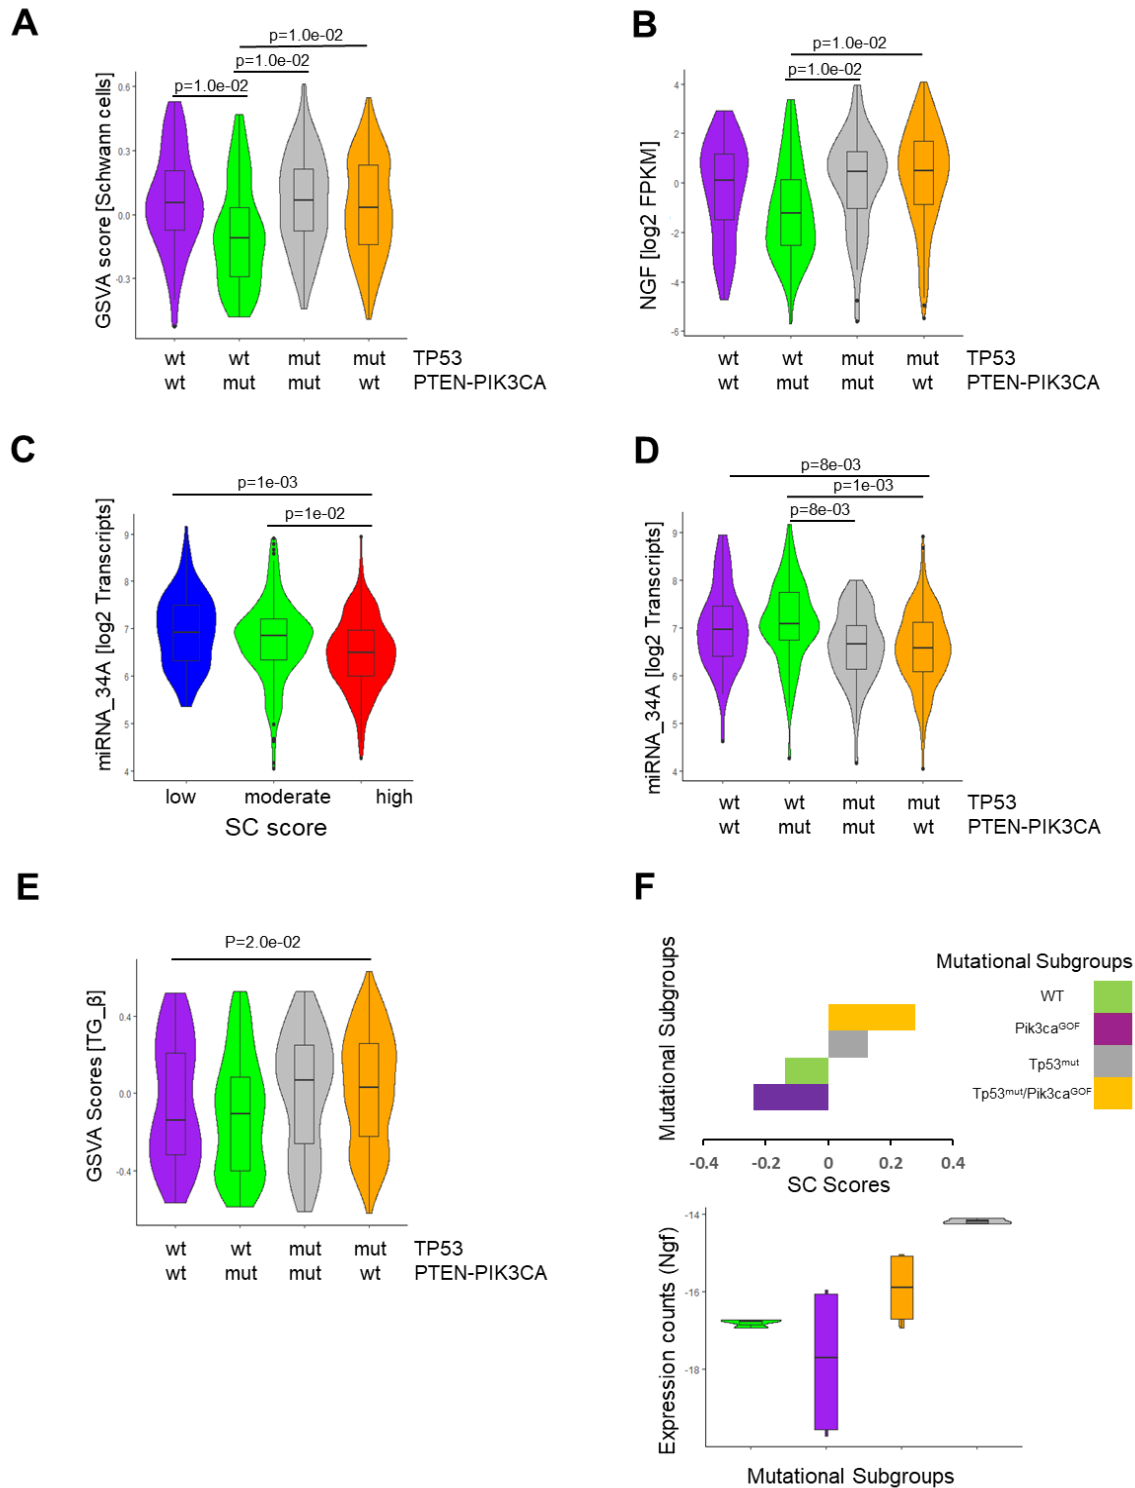 A
p=1.0e-02
p=1.0e-02
p=1.0e-02
GSVA score [Schwann cells]
0.6
0.3
0.0
-0.3
wt wt mut mut TP53
wt mut mut wt PTEN-PIK3CA
B
p=1.0e-02
p=1.0e-02
NGF [log2 FPKM]
4
2
0
-2
-4
-6
wt wt mut mut TP53
wt mut mut wt PTEN-PIK3CA
C
p=1e-03
p=1e-02
miRNA_34A [log2 Transcripts]
9
8
7
6
5
4
low moderate high
SC score
D
p=8e-03
p=1e-03
p=8e-03
miRNA_34A [log2 Transcripts]
9
8
7
6
5
4
wt wt mut mut TP53
wt mut mut wt PTEN-PIK3CA
E
P=2.0e-02
GSVA Scores [TG_β]
0.4
0.0
-0.4
wt wt mut mut TP53
wt mut mut wt PTEN-PIK3CA
F
Mutational Subgroups
Mutational Subgroups
WT
Pik3caGOF
Tp53mut
Tp53mut/Pik3caGOF
-0.4 -0.2 0 0.2 0.4
SC Scores
Expression counts (Ngf)
-14
-16
-18
Mutational Subgroups